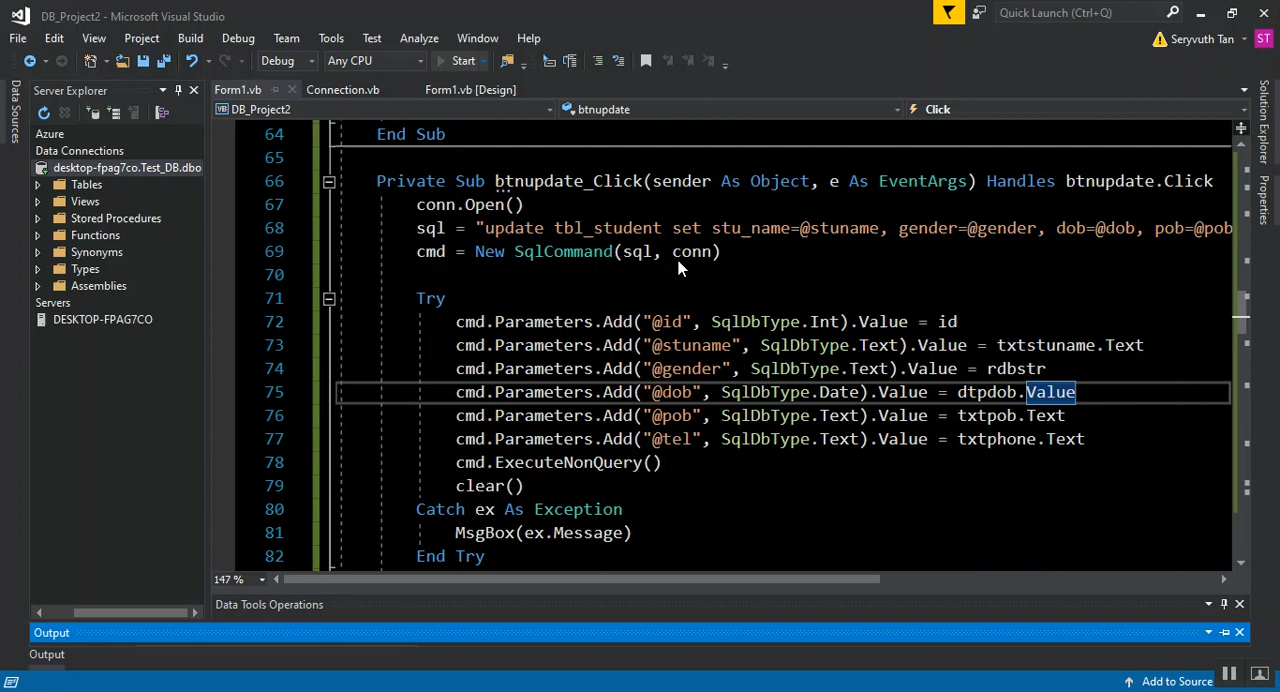 DB_Project2 - Microsoft Visual Studio
Quick Launch (Ctrl+Q)
File Edit View Project Build Debug Team Tools Test Analyze Window Help
Seryvuth Tan ST
Debug Any CPU Start
Data Sources
Server Explorer
Azure
Data Connections
desktop-fpag7co.Test_DB.dbo
Tables
Views
Stored Procedures
Functions
Synonyms
Types
Assemblies
Servers
DESKTOP-FPAG7CO
Form1.vb Connection.vb Form1.vb [Design]
DB_Project2 btnupdate Click
64 End Sub
65
66 Private Sub btnupdate_Click(sender As Object, e As EventArgs) Handles btnupdate.Click
67 conn.Open()
68 sql = "update tbl_student set stu_name=@stuname, gender=@gender, dob=@dob, pob=@pob
69 cmd = New SqlCommand(sql, conn)
70
71 Try
72 cmd.Parameters.Add("@id", SqlDbType.Int).Value = id
73 cmd.Parameters.Add("@stuname", SqlDbType.Text).Value = txtstuname.Text
74 cmd.Parameters.Add("@gender", SqlDbType.Text).Value = rdbstr
75 cmd.Parameters.Add("@dob", SqlDbType.Date).Value = dtpdob.Value
76 cmd.Parameters.Add("@pob", SqlDbType.Text).Value = txtpob.Text
77 cmd.Parameters.Add("@tel", SqlDbType.Text).Value = txtphone.Text
78 cmd.ExecuteNonQuery()
79 clear()
80 Catch ex As Exception
81 MsgBox(ex.Message)
82 End Try
147 %
Data Tools Operations
Output
Output
Solution Explorer
Properties
Add to Source